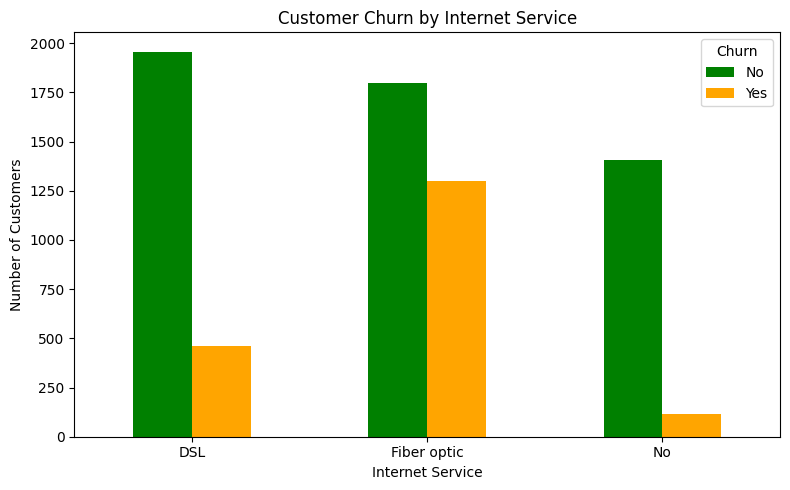 Customer Churn by Internet Service
Number of Customers
2000
1750
1500
1250
1000
750
500
250
0
Churn
No
Yes
DSL
Fiber optic
No
Internet Service